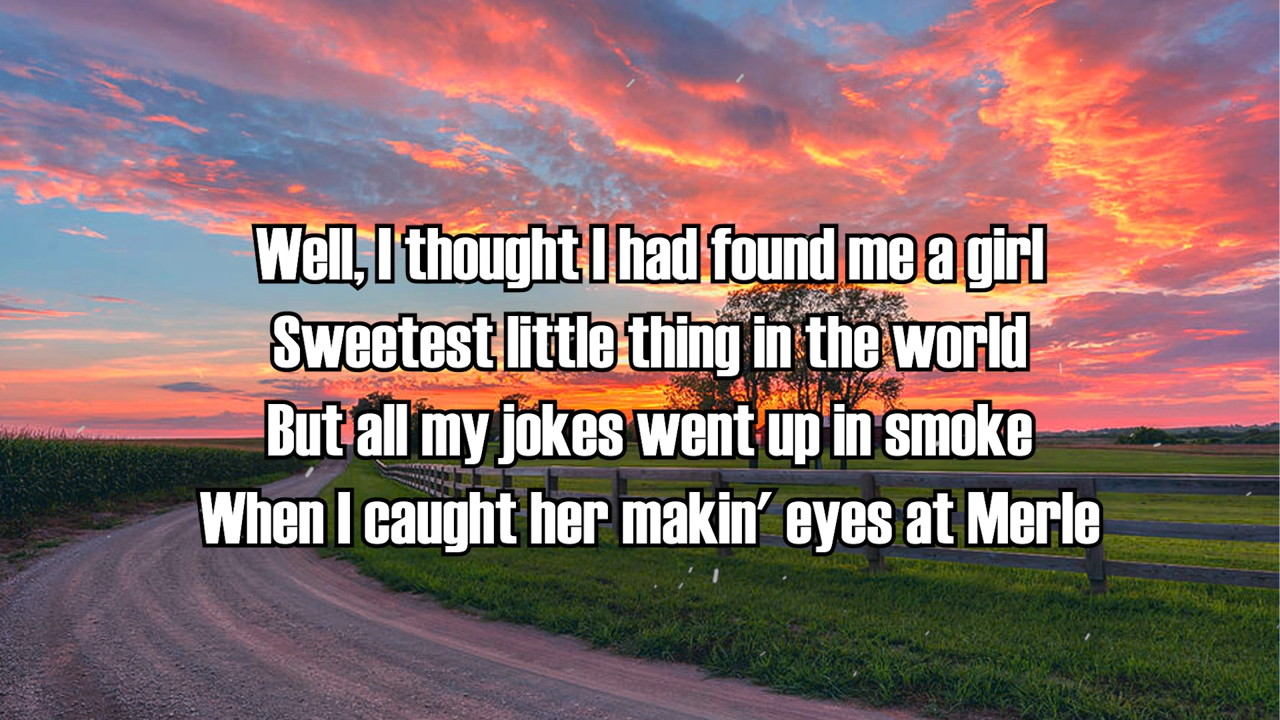 Well, I thought I had found me a girl
Sweetest little thing in the world
But all my jokes went up in smoke
When I caught her makin' eyes at Merle